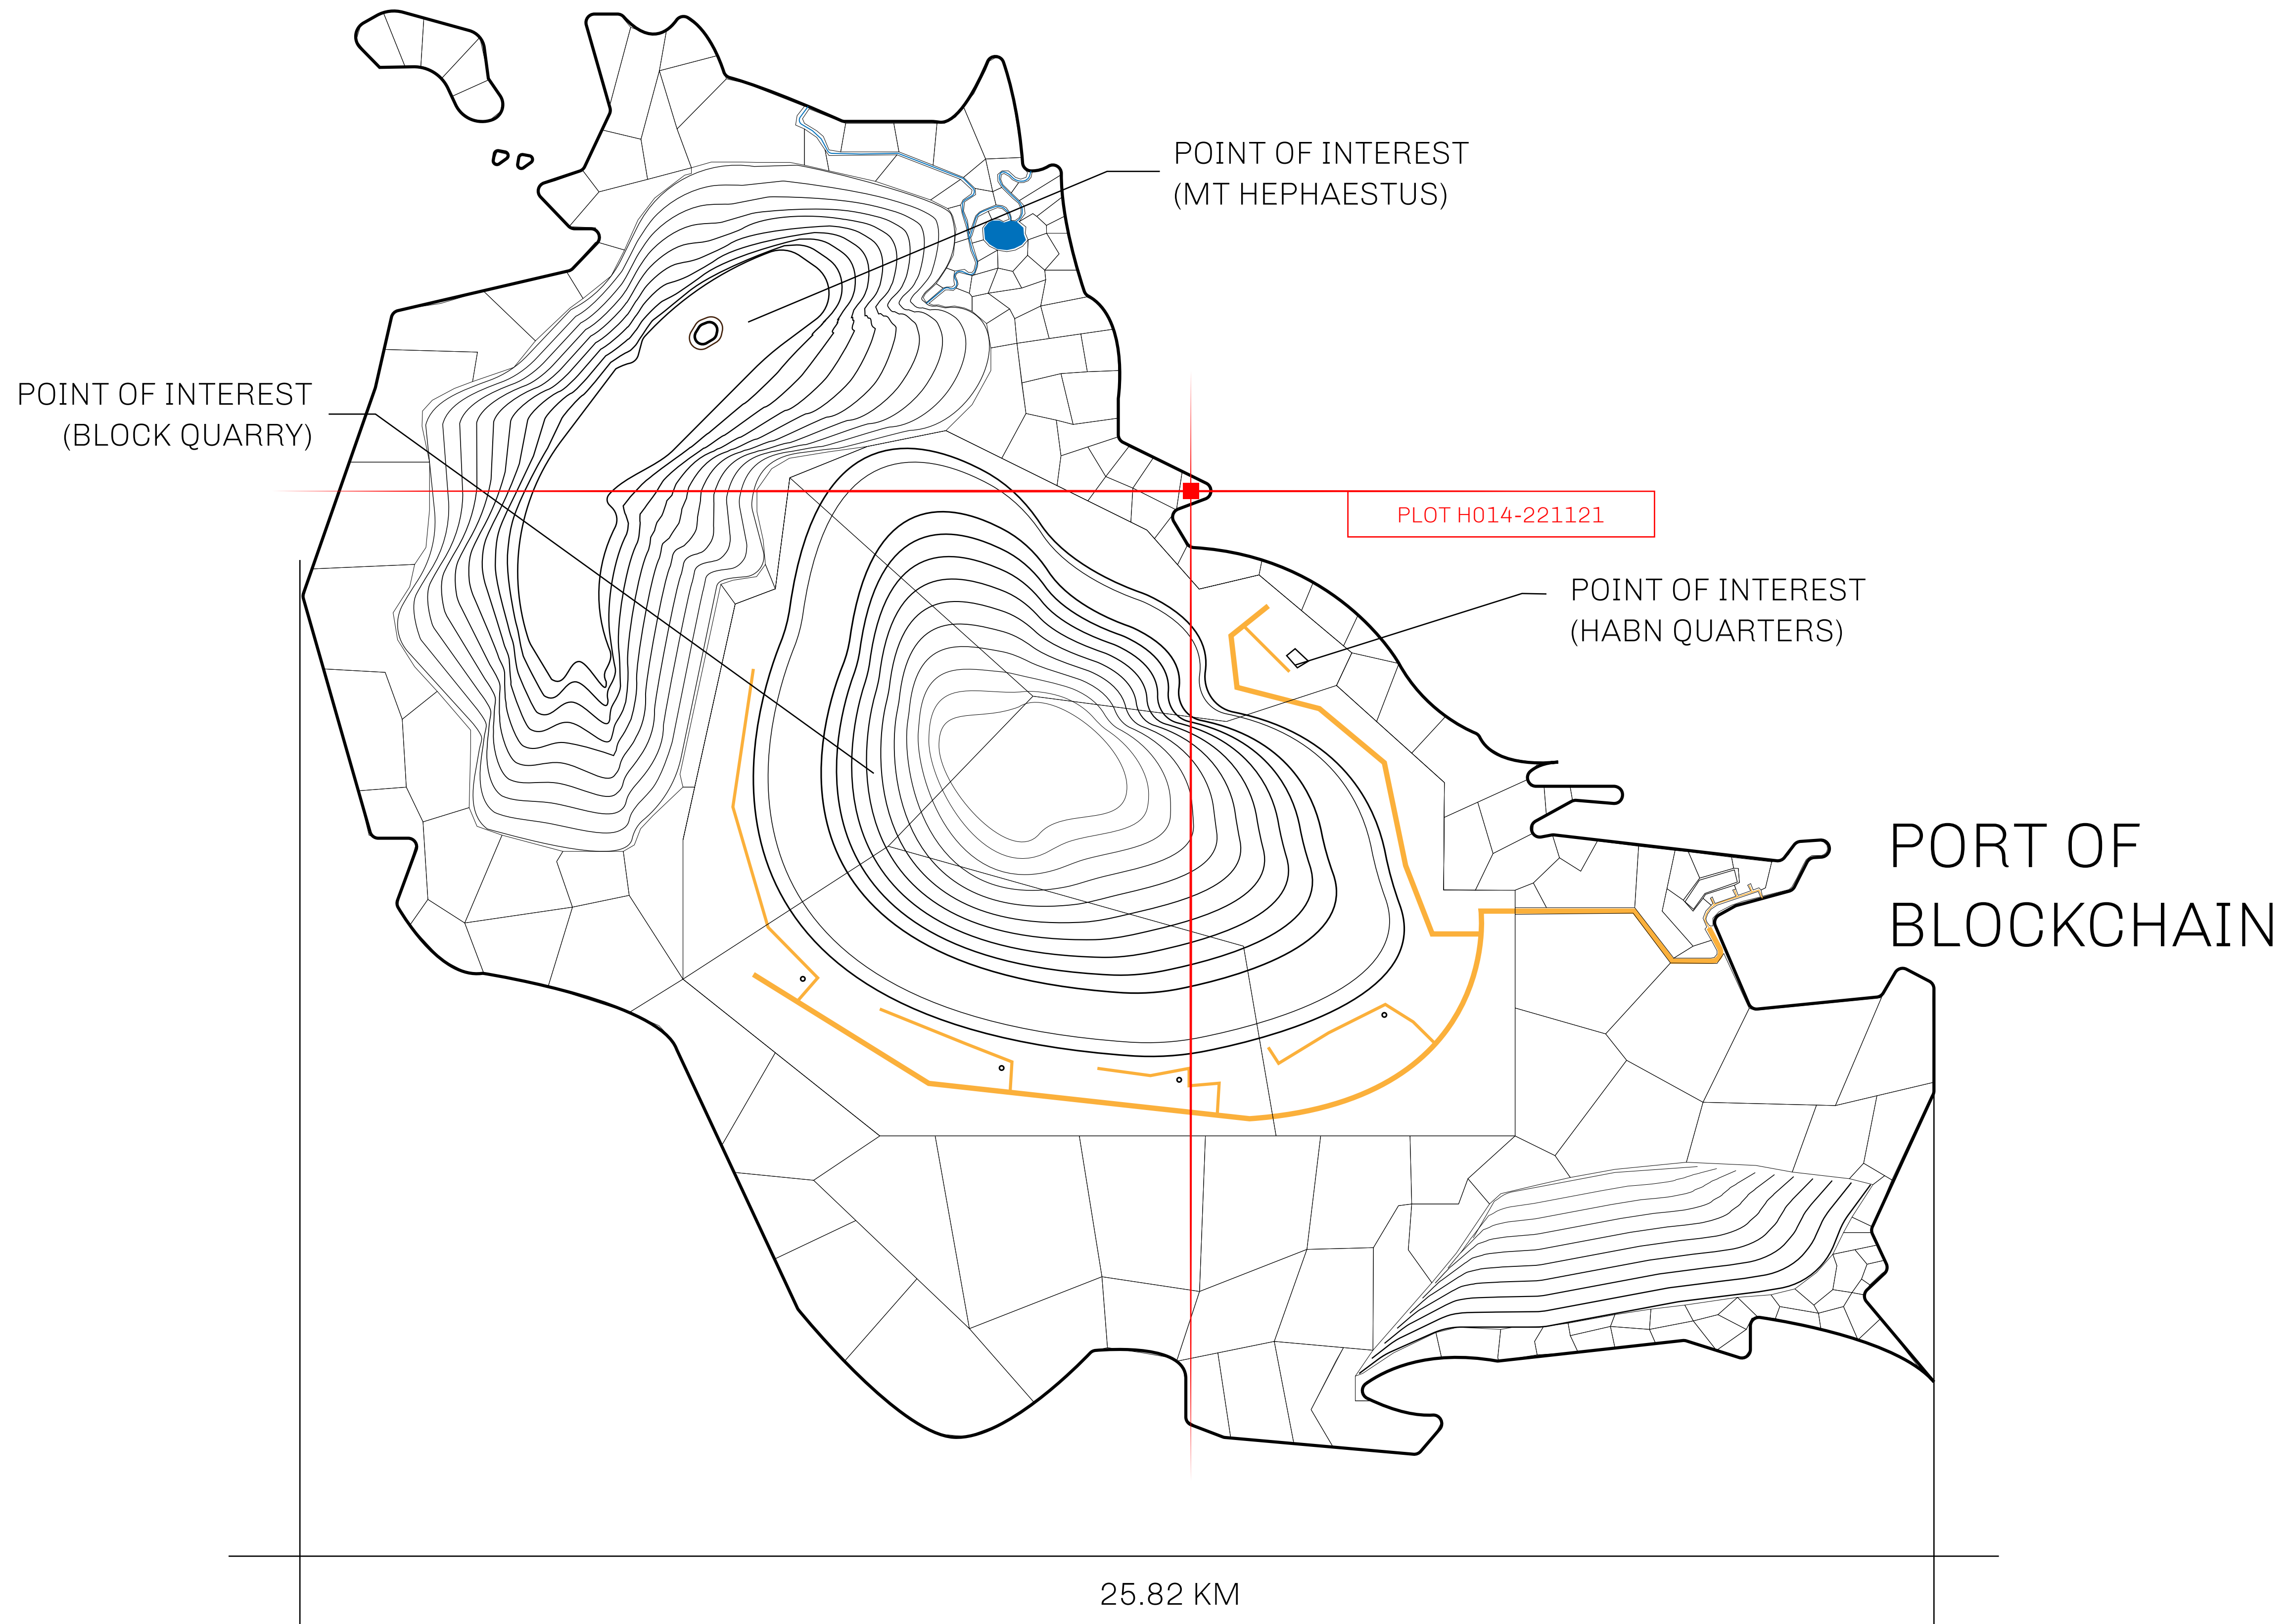 POINT OF INTEREST
(MT HEPHAESTUS)
POINT OF INTEREST
(BLOCK QUARRY)
PLOT H014-221121
POINT OF INTEREST
(HABN QUARTERS)
PORT OF
BLOCKCHAIN
25.82 KM